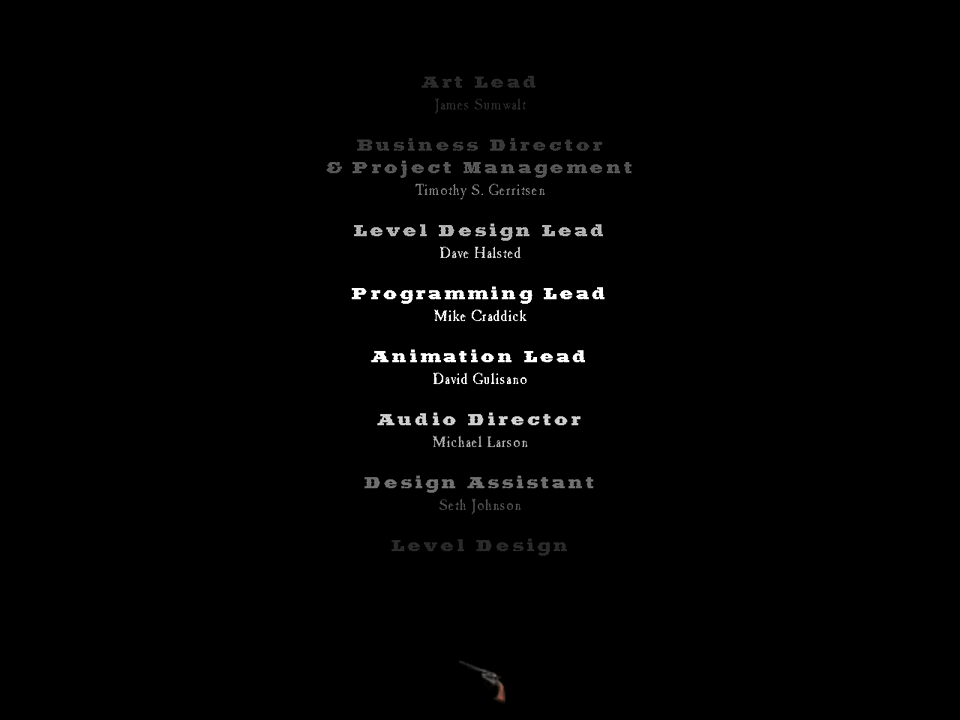 Art Lead
James Sumwalt
Business Director
& Project Management
Timothy S. Gerritsen
Level Design Lead
Dave Halsted
Programming Lead
Mike Craddick
Animation Lead
David Gulisano
Audio Director
Michael Larson
Design Assistant
Seth Johnson
Level Design